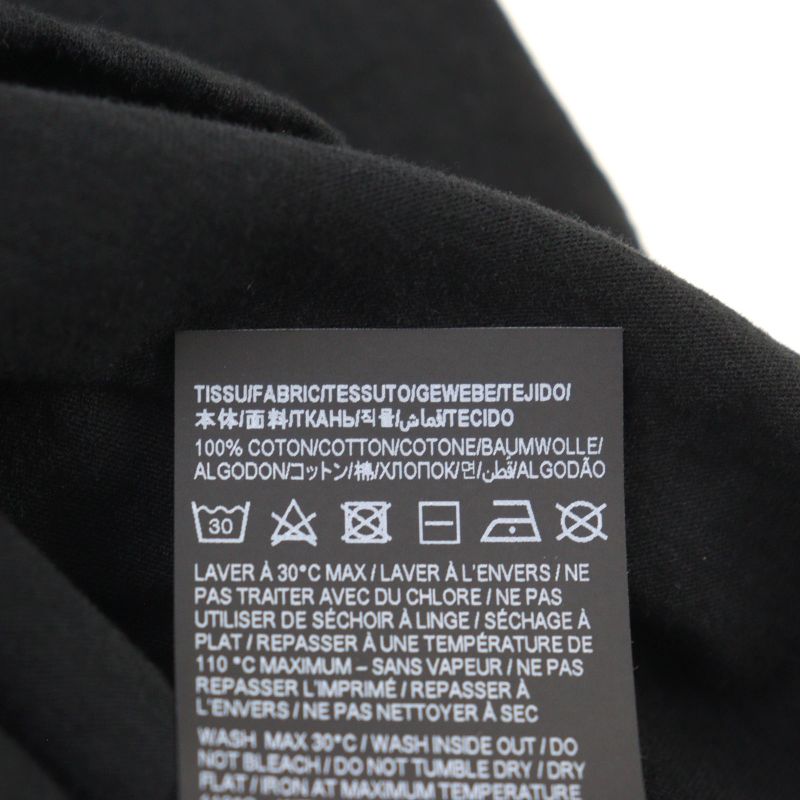 TISSU/FABRIC/TESSUTO/GEWEBE/TEJIDO/
本体/面料/ТКАНЬ/직물/قماش/TECIDO
100% COTON/COTTON/COTONE/BAUMWOLLE/
ALGODON/コットン/棉/ХЛОПОК/면/قطن/ALGODÃO
30
LAVER À 30°C MAX / LAVER À L'ENVERS / NE
PAS TRAITER AVEC DU CHLORE / NE PAS
UTILISER DE SÉCHOIR À LINGE / SÉCHAGE À
PLAT / REPASSER À UNE TEMPÉRATURE DE
110 °C MAXIMUM – SANS VAPEUR / NE PAS
REPASSER L'IMPRIMÉ / REPASSER À
L'ENVERS / NE PAS NETTOYER À SEC
WASH MAX 30°C / WASH INSIDE OUT / DO
NOT BLEACH / DO NOT TUMBLE DRY / DRY
FLAT / IRON AT MAXIMUM TEMPERATURE